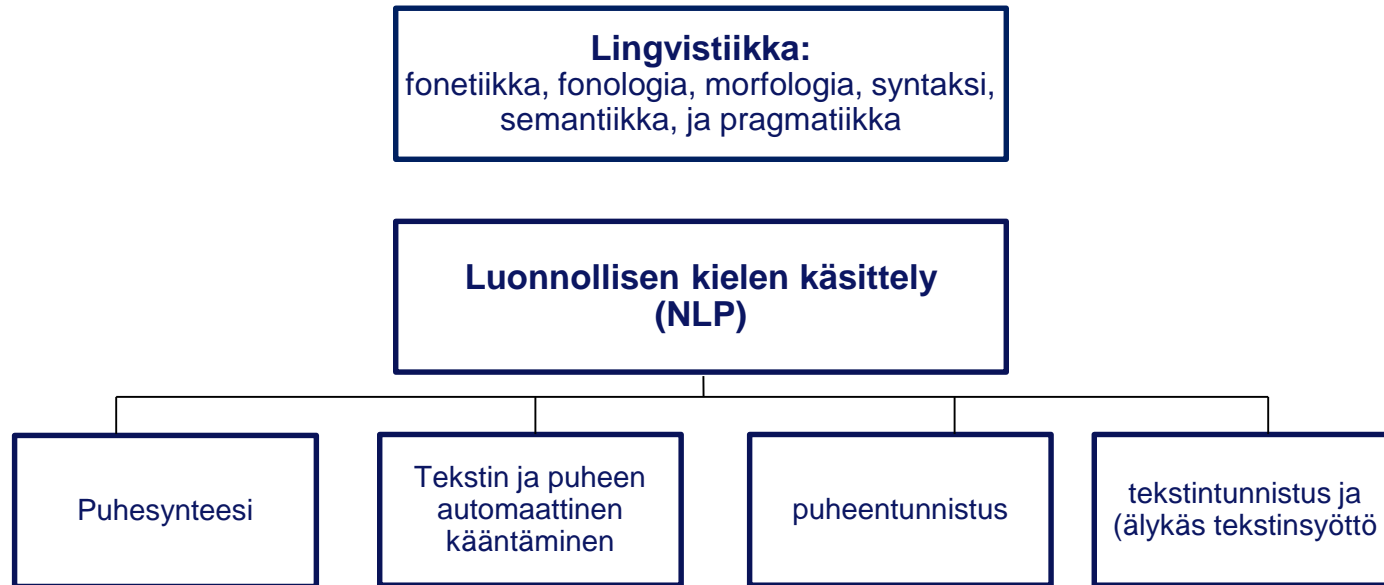 Lingvistiikka:
fonetiikka, fonologia, morfologia, syntaksi,
semantiikka, ja pragmatiikka
Luonnollisen kielen käsittely
(NLP)
Puhesynteesi
Tekstin ja puheen
automaattinen
kääntäminen
puheentunnistus
tekstintunnistus ja
(älykäs tekstinsyöttö